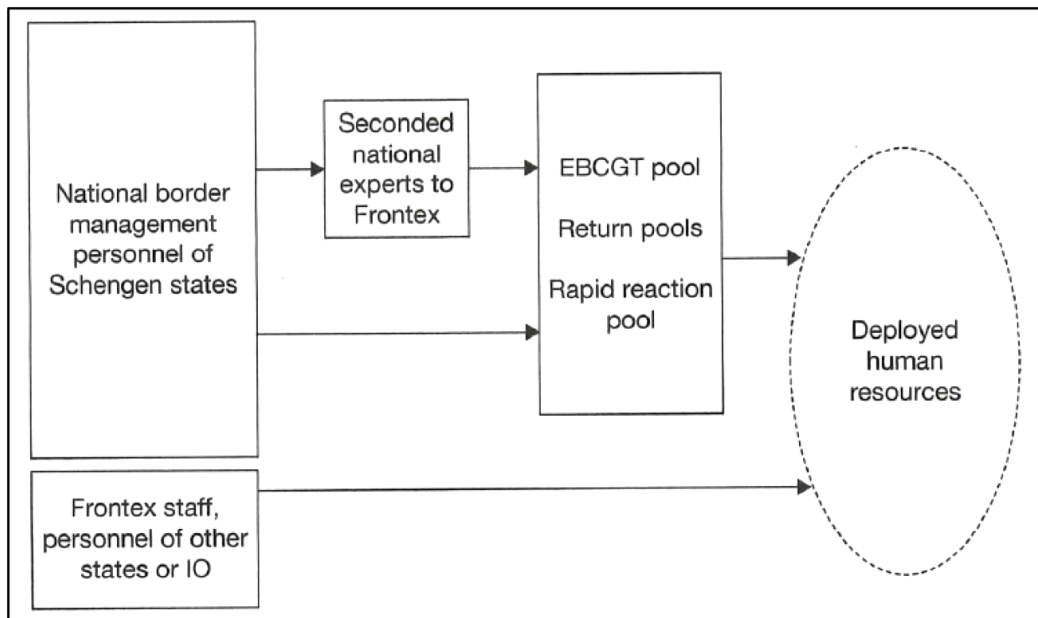 National border
management
personnel of
Schengen states
Seconded
national
experts to
Frontex
EBCGT pool
Return pools
Rapid reaction
pool
Deployed
human
resources
Frontex staff,
personnel of other
states or IO